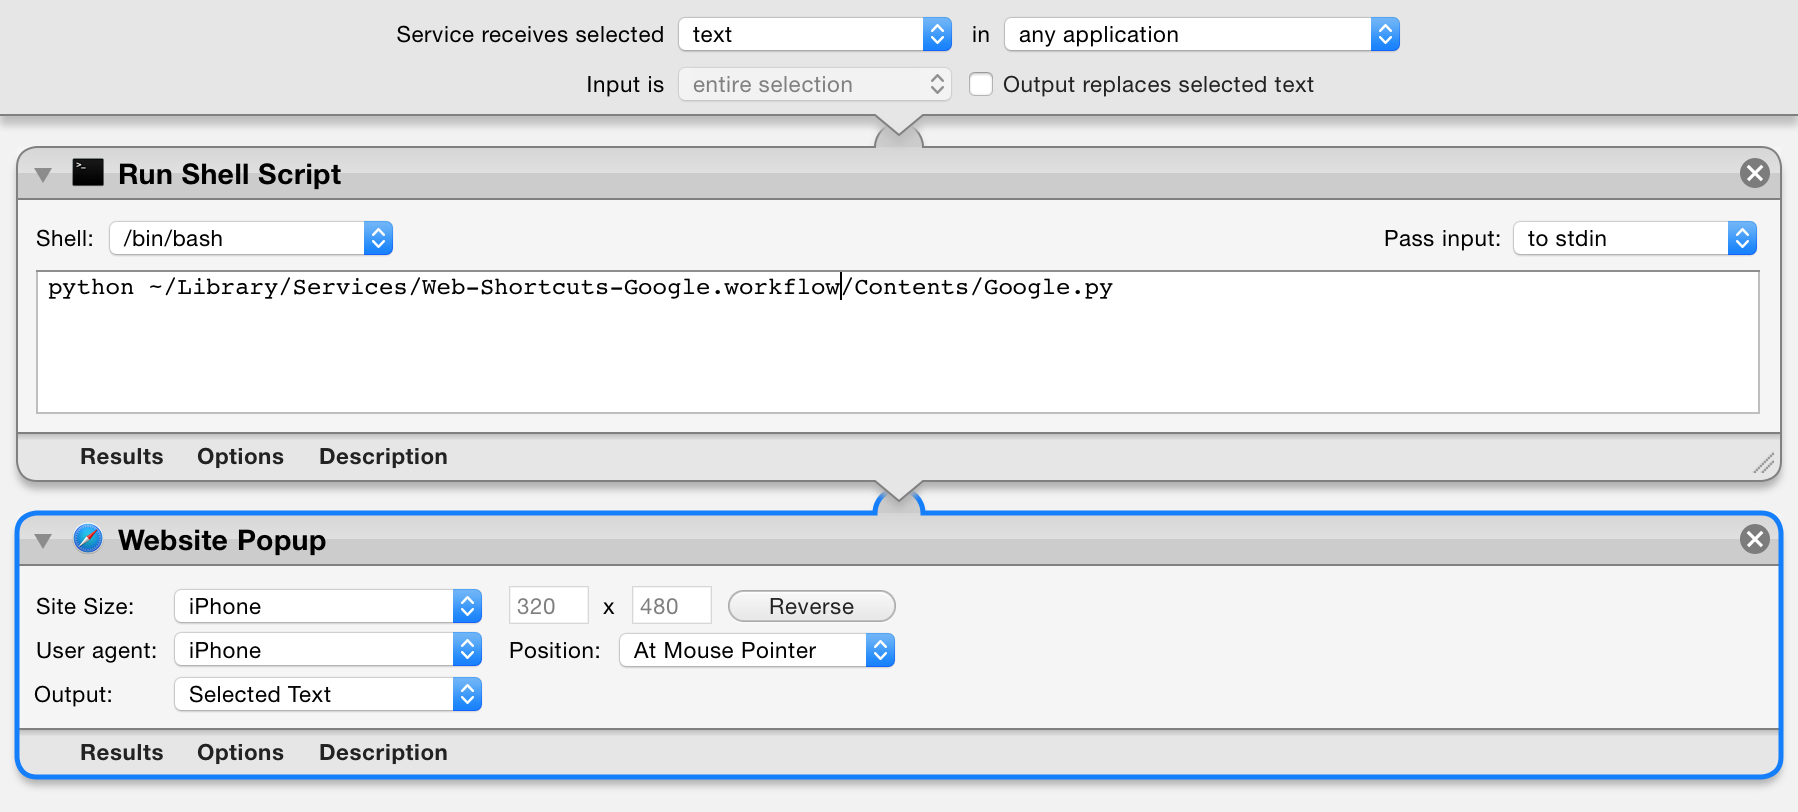 Service receives selected text in any application
Input is entire selection Output replaces selected text
>_ Run Shell Script
Shell: /bin/bash Pass input: to stdin
python ~/Library/Services/Web-Shortcuts-Google.workflow/Contents/Google.py
Results Options Description
Website Popup
Site Size: iPhone 320 x 480 Reverse
User agent: iPhone Position: At Mouse Pointer
Output: Selected Text
Results Options Description